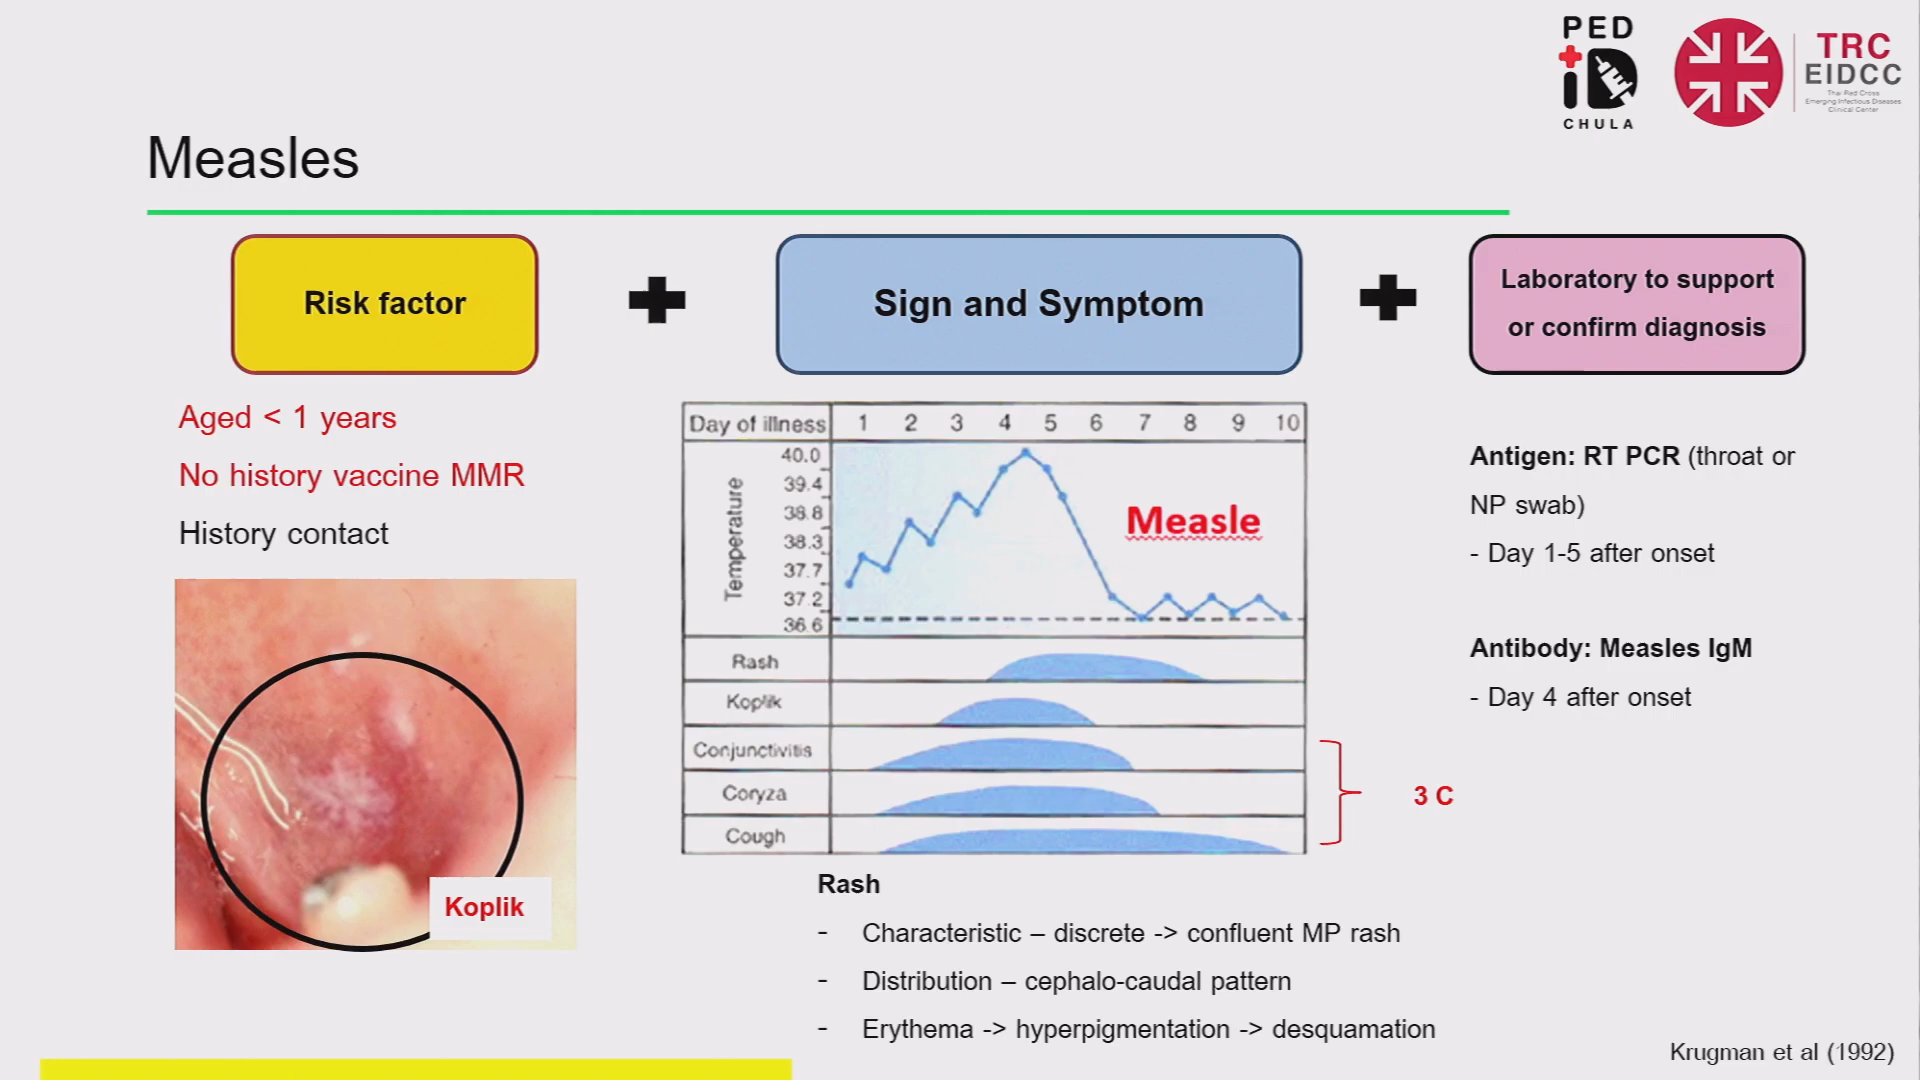 PED
iD
CHULA
TRC
EIDCC
Thai Red Cross
Emerging Infectious Diseases
Clinical Center
Measles
Risk factor
Sign and Symptom
Laboratory to support
or confirm diagnosis
Aged < 1 years
No history vaccine MMR
History contact
Koplik
Day of illness 1 2 3 4 5 6 7 8 9 10
Temperature
40.0
39.4
38.8
38.3
37.7
37.2
36.6
Measle
Rash
Koplik
Conjunctivitis
Coryza
Cough
3 C
Rash
- Characteristic – discrete -> confluent MP rash
- Distribution – cephalo-caudal pattern
- Erythema -> hyperpigmentation -> desquamation
Antigen: RT PCR (throat or
NP swab)
- Day 1-5 after onset
Antibody: Measles IgM
- Day 4 after onset
Krugman et al (1992)